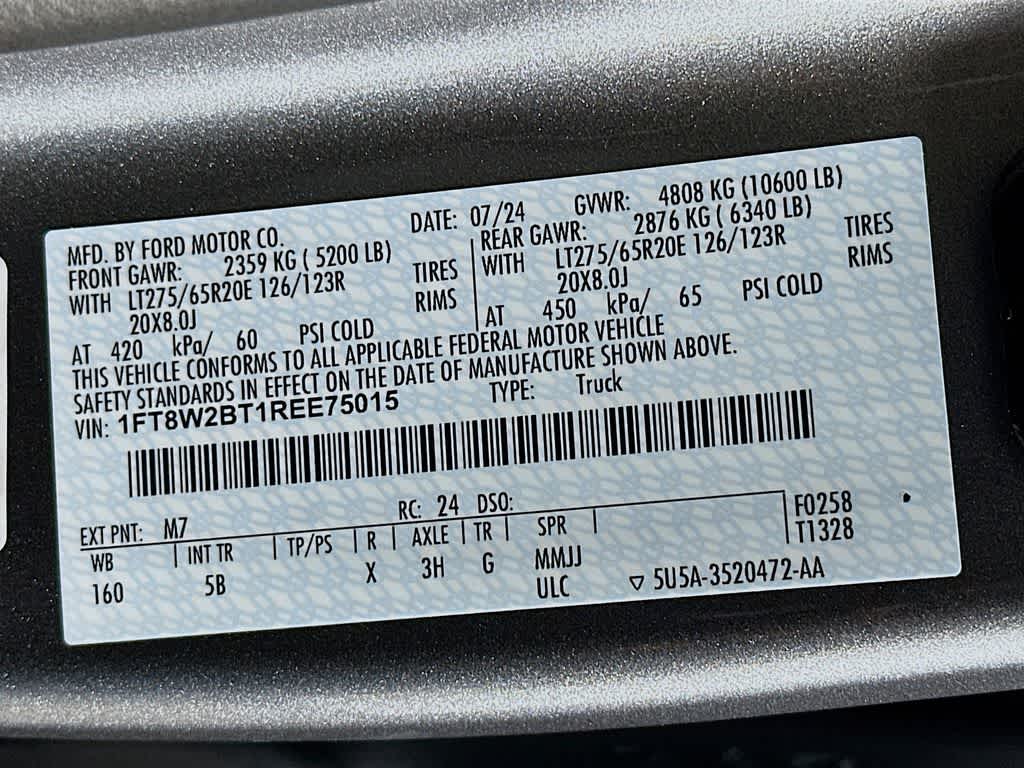 MFD. BY FORD MOTOR CO. DATE: 07/24 GVWR: 4808 KG (10600 LB)
FRONT GAWR: 2359 KG ( 5200 LB) REAR GAWR: 2876 KG ( 6340 LB)
WITH LT275/65R20E 126/123R TIRES WITH LT275/65R20E 126/123R TIRES
20X8.0J RIMS 20X8.0J RIMS
AT 420 kPa/ 60 PSI COLD AT 450 kPa/ 65 PSI COLD
THIS VEHICLE CONFORMS TO ALL APPLICABLE FEDERAL MOTOR VEHICLE
SAFETY STANDARDS IN EFFECT ON THE DATE OF MANUFACTURE SHOWN ABOVE.
VIN: 1FT8W2BT1REE75015 TYPE: Truck
EXT PNT: M7 RC: 24 DSO: F0258
WB INT TR TP/PS R AXLE TR SPR T1328
160 5B X 3H G MMJJ
ULC ▽ 5U5A-3520472-AA